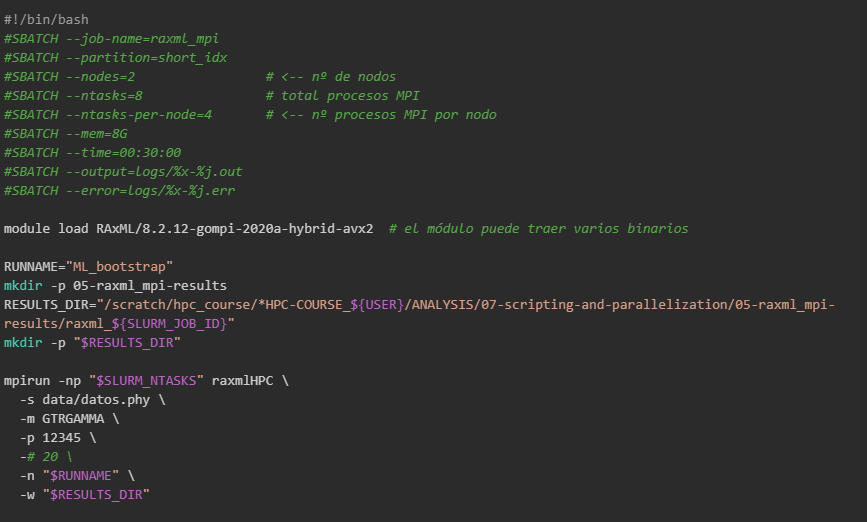 #!/bin/bash
#SBATCH --job-name=raxml_mpi
#SBATCH --partition=short_idx
#SBATCH --nodes=2                 # <-- nº de nodos
#SBATCH --ntasks=8                # total procesos MPI
#SBATCH --ntasks-per-node=4       # <-- nº procesos MPI por nodo
#SBATCH --mem=8G
#SBATCH --time=00:30:00
#SBATCH --output=logs/%x-%j.out
#SBATCH --error=logs/%x-%j.err

module load RAxML/8.2.12-gompi-2020a-hybrid-avx2  # el módulo puede traer varios binarios

RUNNAME="ML_bootstrap"
mkdir -p 05-raxml_mpi-results
RESULTS_DIR="/scratch/hpc_course/*HPC-COURSE_${USER}/ANALYSIS/07-scripting-and-parallelization/05-raxml_mpi-
results/raxml_${SLURM_JOB_ID}"
mkdir -p "$RESULTS_DIR"

mpirun -np "$SLURM_NTASKS" raxmlHPC \
  -s data/datos.phy \
  -m GTRGAMMA \
  -p 12345 \
  -# 20 \
  -n "$RUNNAME" \
  -w "$RESULTS_DIR"